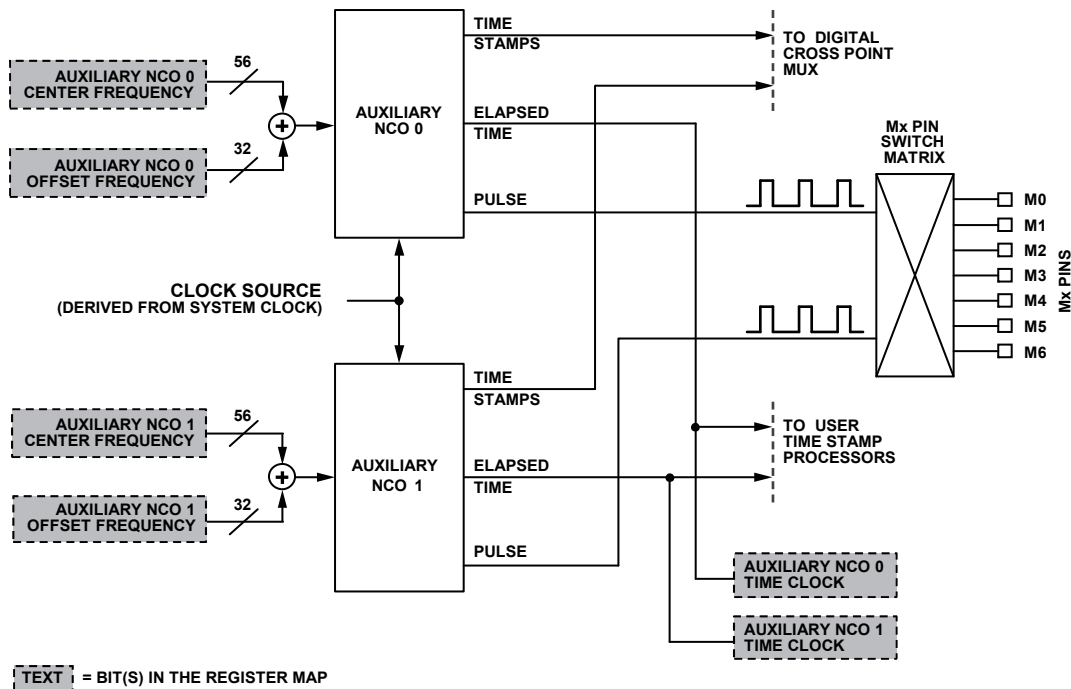 AUXILIARY NCO 0
CENTER FREQUENCY
56
AUXILIARY NCO 0
OFFSET FREQUENCY
32
+
AUXILIARY
NCO 0
TIME
STAMPS
ELAPSED
TIME
PULSE
TO DIGITAL
CROSS POINT
MUX
Mx PIN
SWITCH
MATRIX
M0
M1
M2
M3
M4
M5
M6
Mx PINS
CLOCK SOURCE
(DERIVED FROM SYSTEM CLOCK)
AUXILIARY NCO 1
CENTER FREQUENCY
56
AUXILIARY NCO 1
OFFSET FREQUENCY
32
+
AUXILIARY
NCO 1
TIME
STAMPS
ELAPSED
TIME
PULSE
TO USER
TIME STAMP
PROCESSORS
AUXILIARY NCO 0
TIME CLOCK
AUXILIARY NCO 1
TIME CLOCK
TEXT = BIT(S) IN THE REGISTER MAP